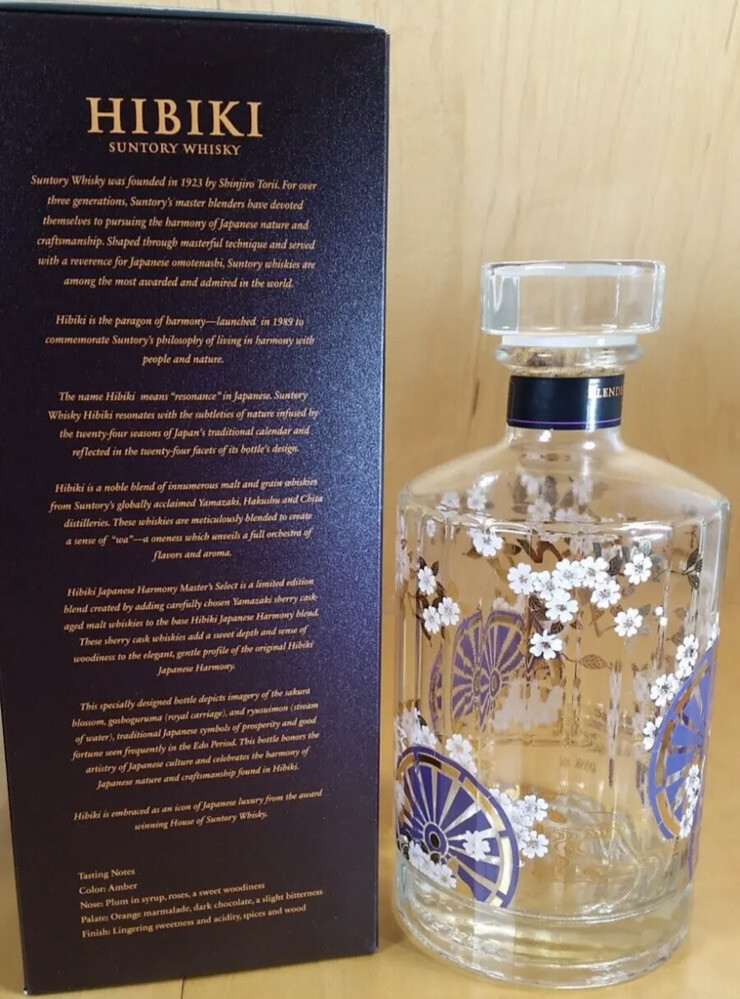 HIBIKI
SUNTORY WHISKY
Suntory Whisky was founded in 1923 by Shinjiro Torii. For over
three generations, Suntory's master blenders have devoted
themselves to pursuing the harmony of Japanese nature and
craftsmanship. Shaped through masterful technique and served
with a reverence for Japanese omotenashi, Suntory whiskies are
among the most awarded and admired in the world.
Hibiki is the paragon of harmony—launched in 1989 to
commemorate Suntory's philosophy of living in harmony with
people and nature.
The name Hibiki means "resonance" in Japanese. Suntory
Whisky Hibiki resonates with the subtleties of nature infused by
the twenty-four seasons of Japan's traditional calendar and
reflected in the twenty-four facets of its bottle's design.
Hibiki is a noble blend of innumerous malt and grain whiskies
from Suntory's globally acclaimed Yamazaki, Hakushu and Chita
distilleries. These whiskies are meticulously blended to create
a sense of "wa"—a oneness which unveils a full orchestra of
flavors and aroma.
Hibiki Japanese Harmony Master's Select is a limited edition
blend created by adding carefully chosen Yamazaki sherry cask-
aged malt whiskies to the base Hibiki Japanese Harmony blend.
These sherry cask whiskies add a sweet depth and sense of
woodiness to the elegant, gentle profile of the original Hibiki
Japanese Harmony.
This specially designed bottle depicts imagery of the sakura
blossom, goshoguruma (royal carriage), and ryusuimon (stream
of water), traditional Japanese symbols of prosperity and good
fortune seen frequently in the Edo Period. This bottle honors the
artistry of Japanese culture and celebrates the harmony of
Japanese nature and craftsmanship found in Hibiki.
Hibiki is embraced as an icon of Japanese luxury from the award
winning House of Suntory Whisky.
Tasting Notes
Color: Amber
Nose: Plum in syrup, roses, a sweet woodiness
Palate: Orange marmalade, dark chocolate, a slight bitterness
Finish: Lingering sweetness and acidity, spices and wood
BLEND